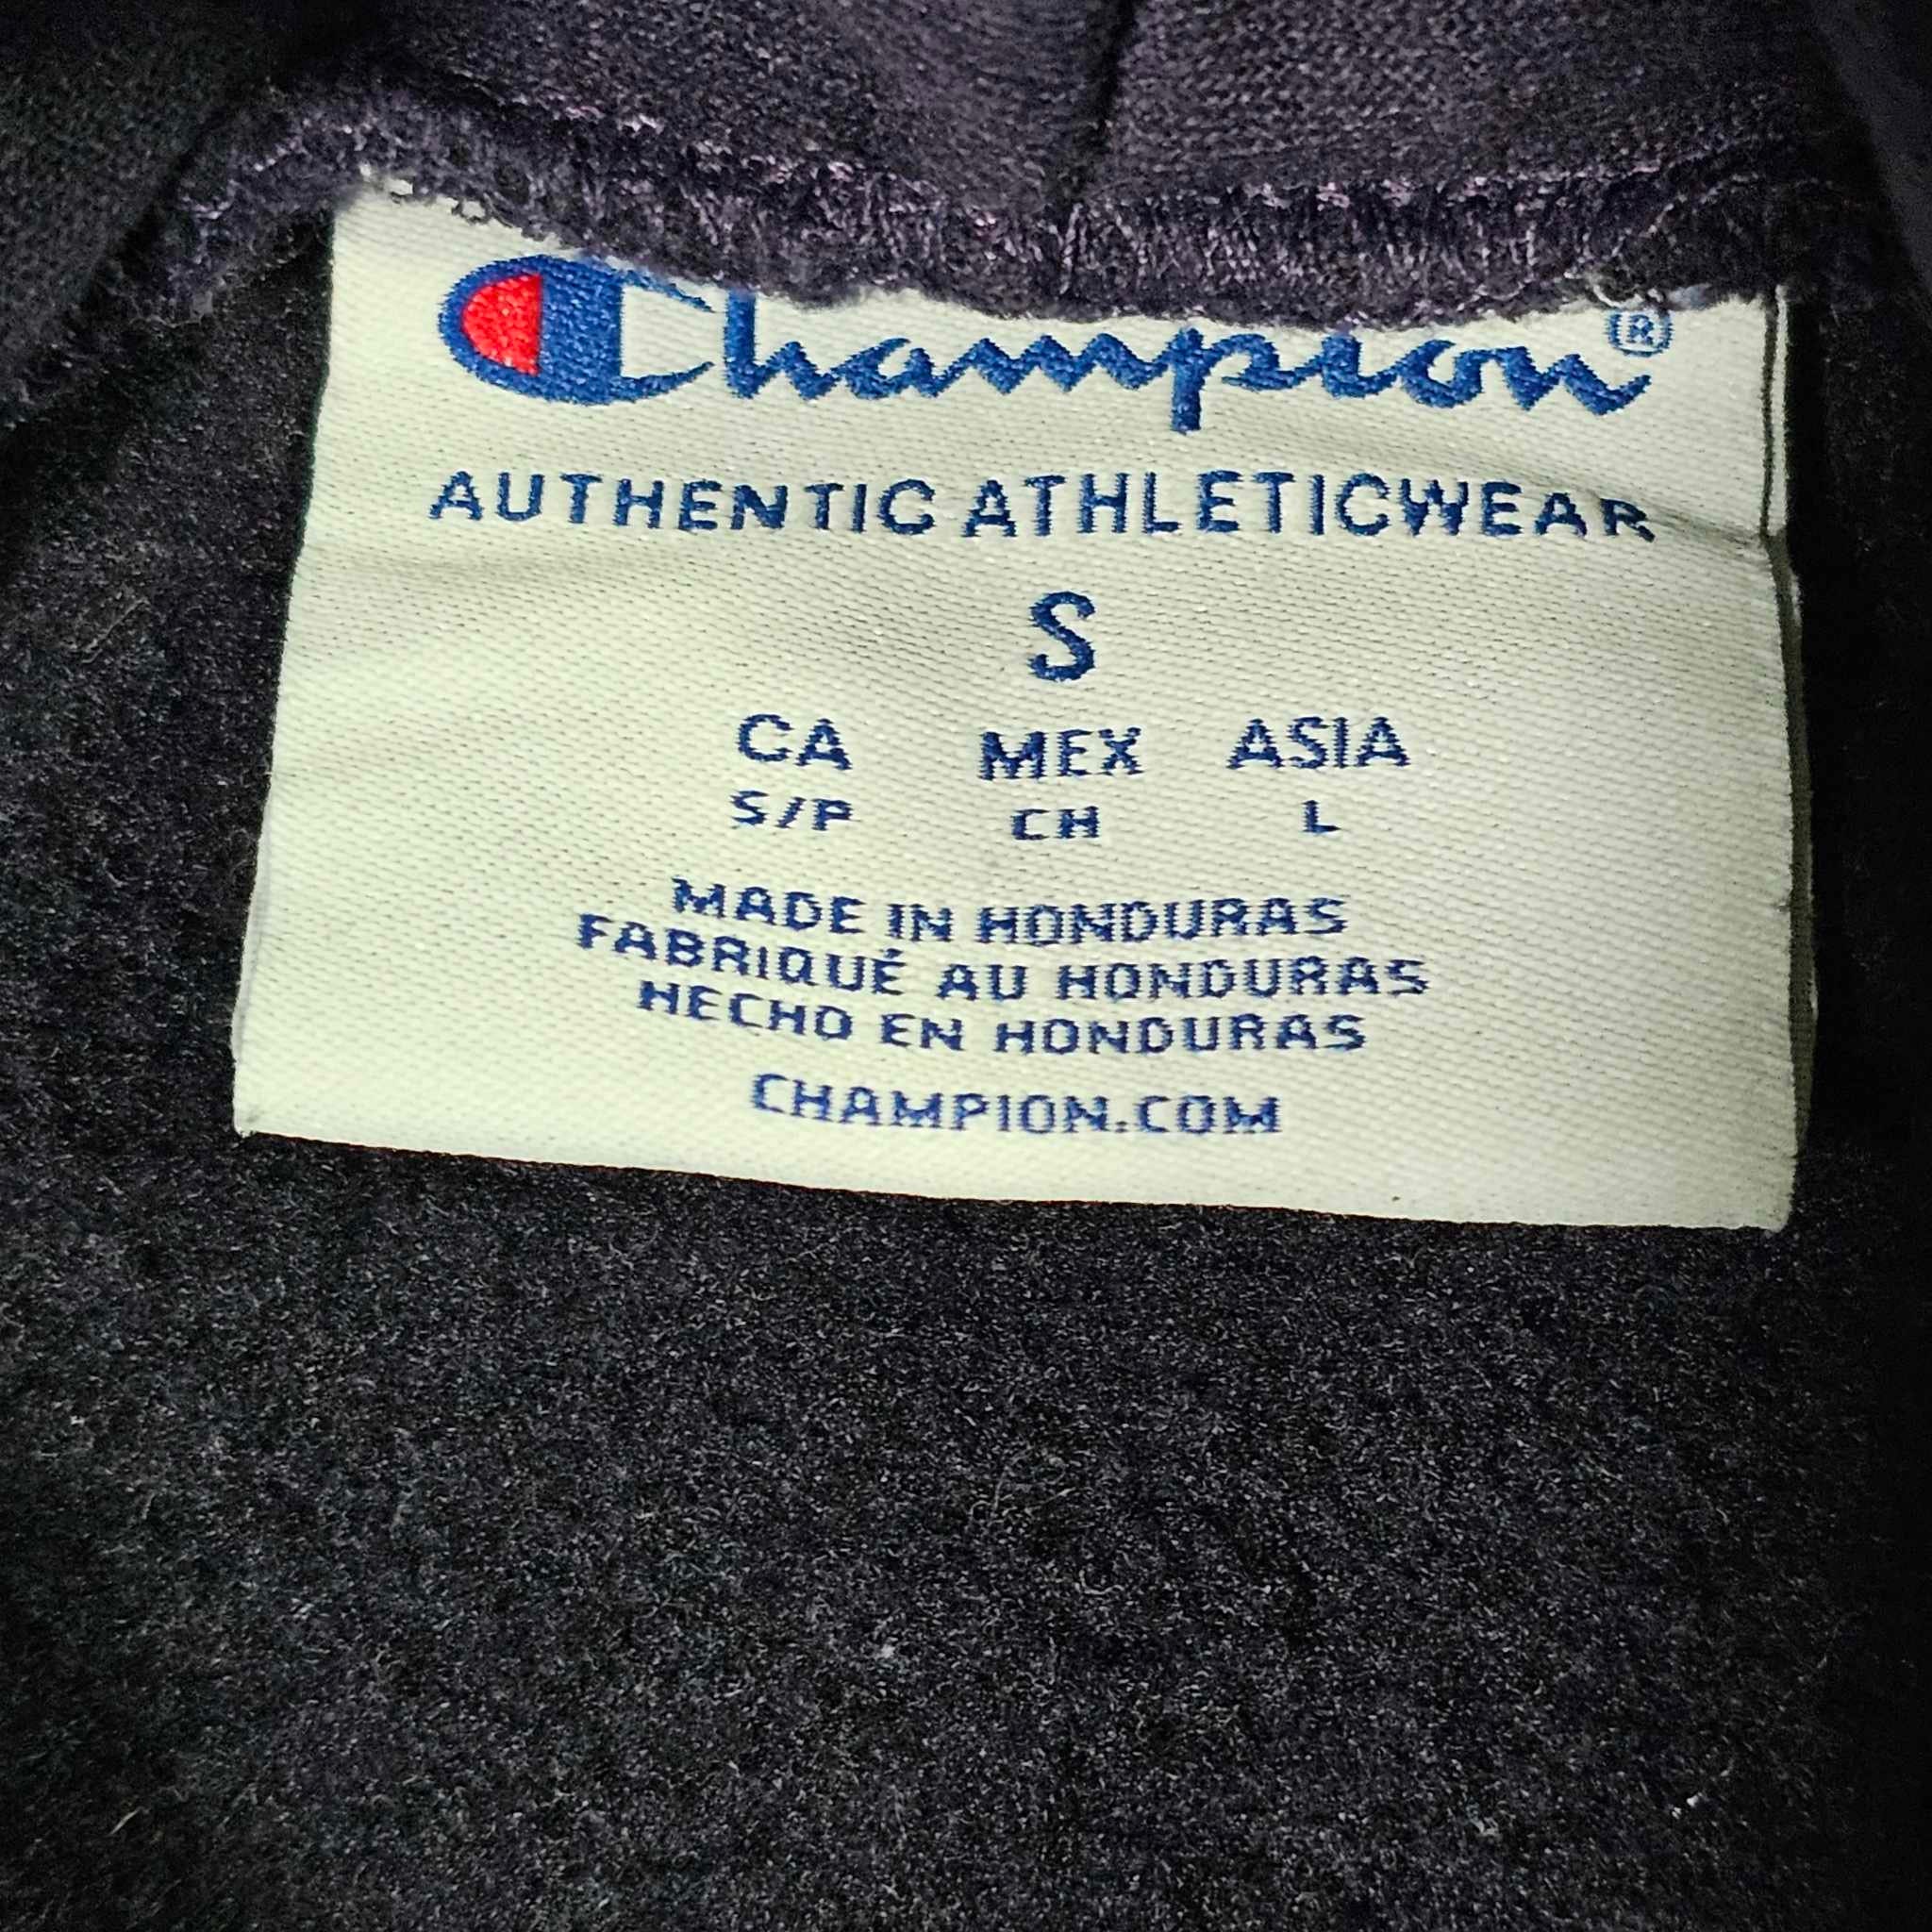 Champion®
AUTHENTIC ATHLETICWEAR
S
CA MEX ASIA
S/P CH L
MADE IN HONDURAS
FABRIQUÉ AU HONDURAS
HECHO EN HONDURAS
CHAMPION.COM